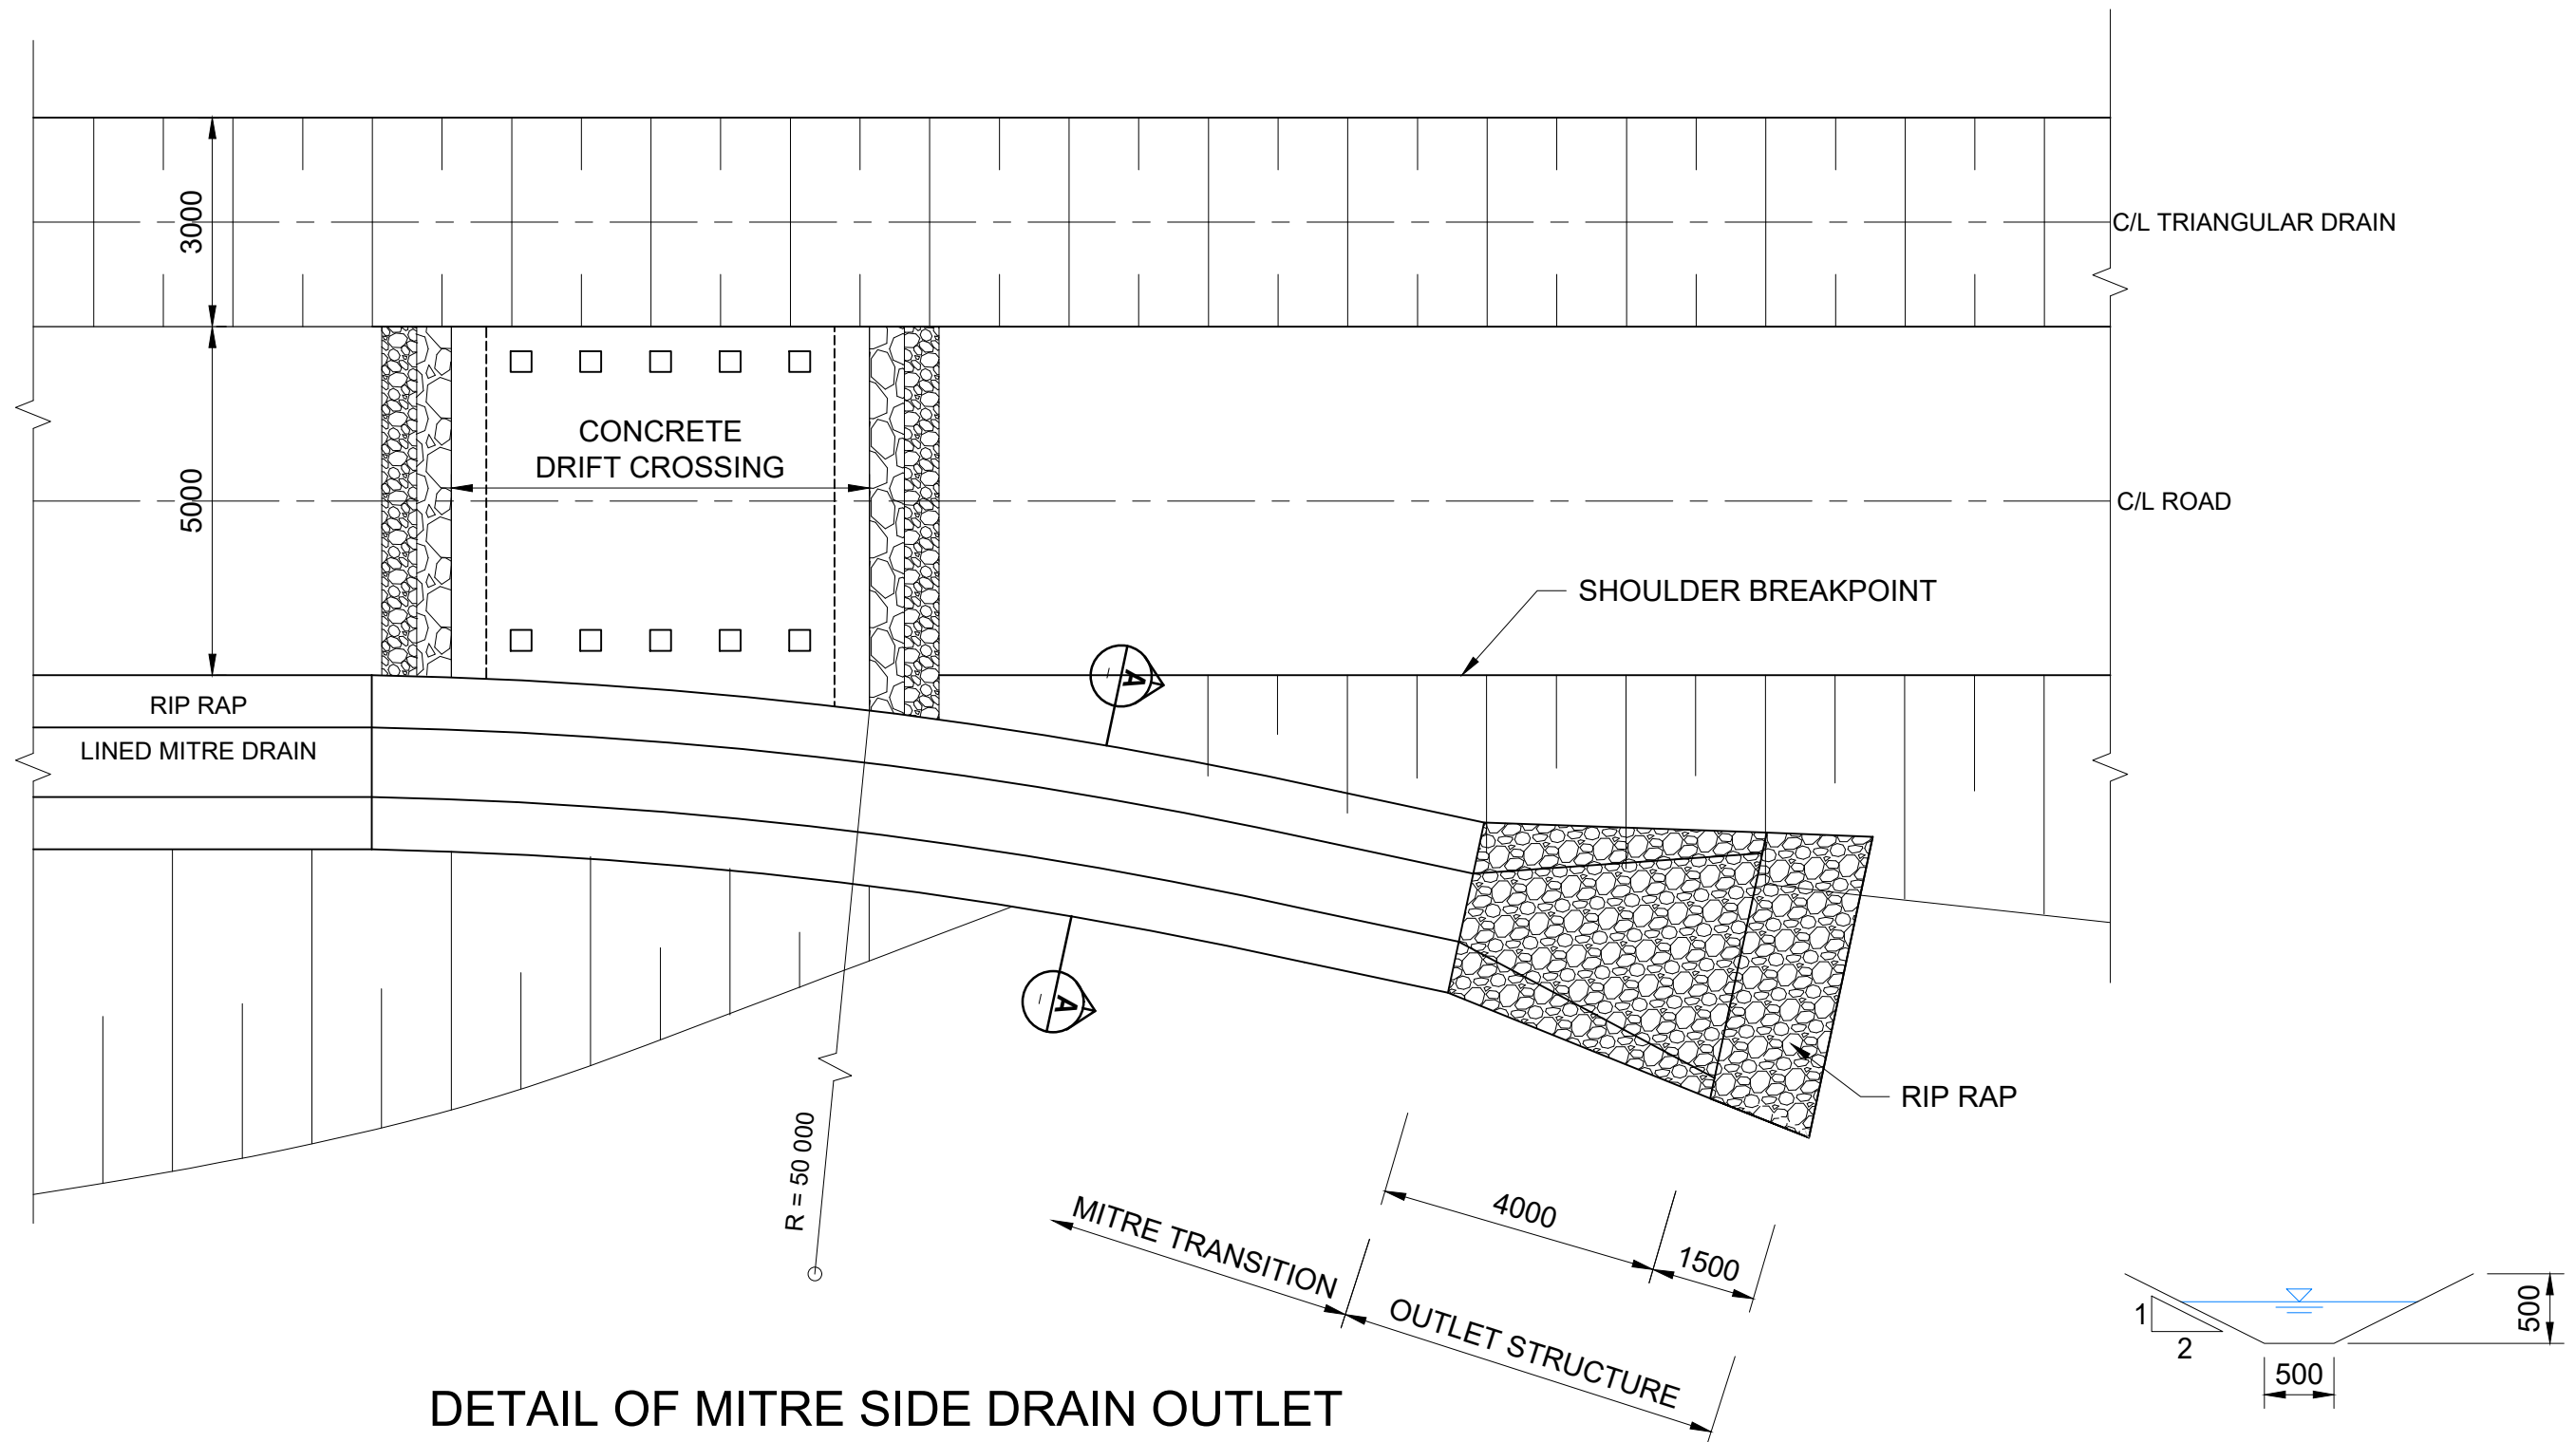 C/L TRIANGULAR DRAIN
3000
CONCRETE
DRIFT CROSSING
5000
C/L ROAD
SHOULDER BREAKPOINT
A
RIP RAP
LINED MITRE DRAIN
A
RIP RAP
R = 50 000
MITRE TRANSITION
4000
1500
OUTLET STRUCTURE
1
2
500
500
DETAIL OF MITRE SIDE DRAIN OUTLET